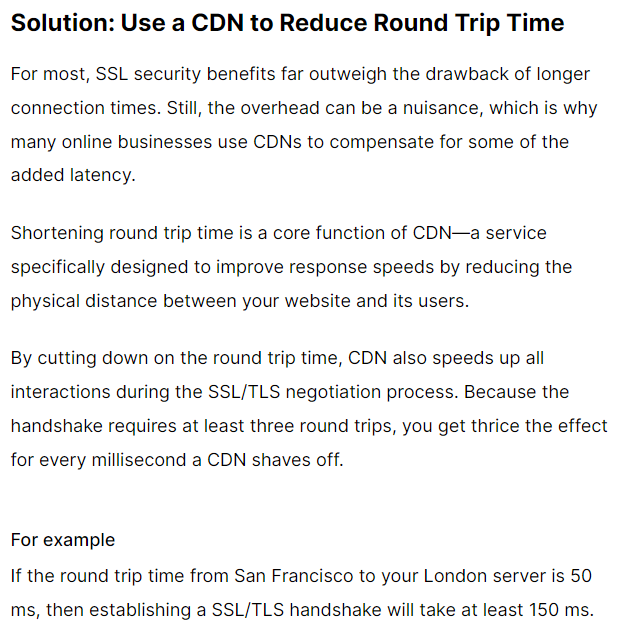 Solution: Use a CDN to Reduce Round Trip Time
For most, SSL security benefits far outweigh the drawback of longer
connection times. Still, the overhead can be a nuisance, which is why
many online businesses use CDNs to compensate for some of the
added latency.
Shortening round trip time is a core function of CDN—a service
specifically designed to improve response speeds by reducing the
physical distance between your website and its users.
By cutting down on the round trip time, CDN also speeds up all
interactions during the SSL/TLS negotiation process. Because the
handshake requires at least three round trips, you get thrice the effect
for every millisecond a CDN shaves off.
For example
If the round trip time from San Francisco to your London server is 50
ms, then establishing a SSL/TLS handshake will take at least 150 ms.